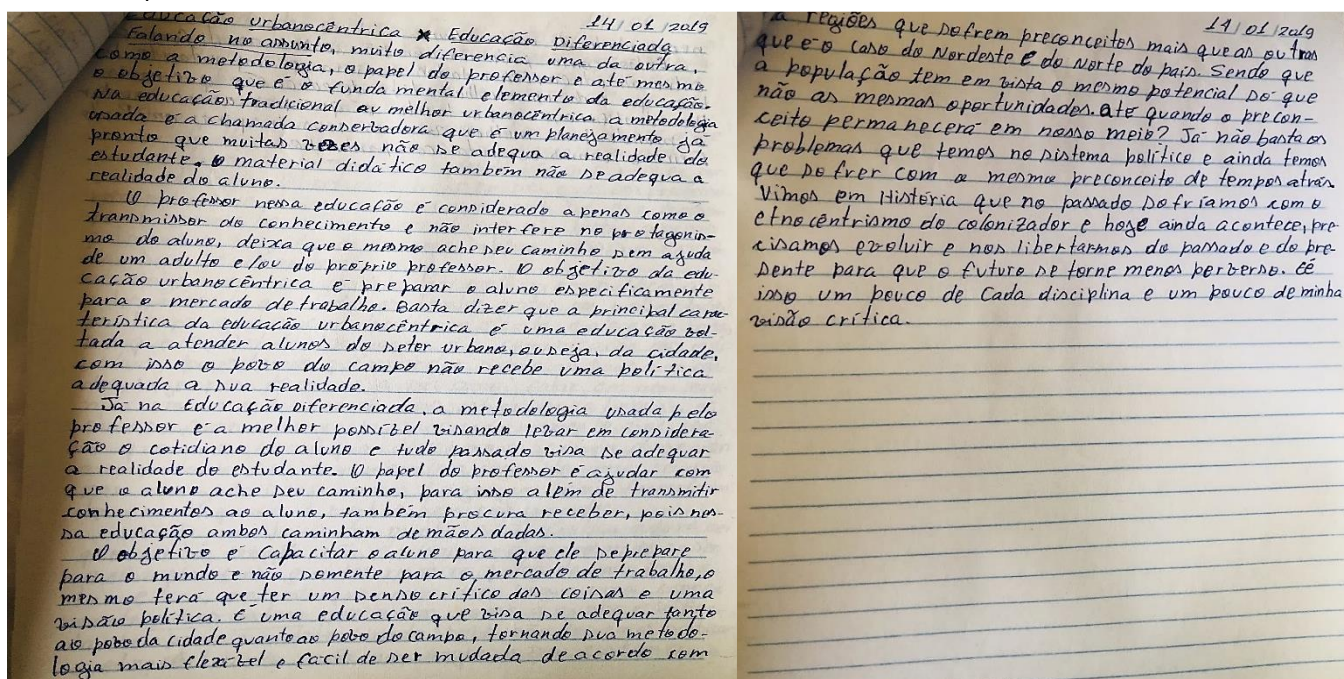 Educação urbanocêntrica x Educação Diferenciada
14/01/2019
Falando no assunto, muito diferencia uma da outra,
como a metodologia, o papel do professor e até mesmo
o objetivo que é o fundamental elemento da educação.
Na educação tradicional ou melhor urbanocêntrica a metodologia
usada é a chamada conservadora que é um planejamento já
pronto que muitas vezes não se adequa a realidade do
estudante, o material didático também não se adequa a
realidade do aluno.
O professor nessa educação é considerado apenas como o
transmissor do conhecimento e não interfere no protagonis-
mo do aluno, deixa que o mesmo ache seu caminho sem ajuda
de um adulto e/ou do próprio professor. O objetivo da edu-
cação urbanocêntrica é preparar o aluno especificamente
para o mercado de trabalho. Basta dizer que a principal carac-
terística da educação urbanocêntrica é uma educação vol-
tada a atender alunos do seter urbano, ou seja, da cidade,
com isso o povo do campo não recebe uma política
adequada a sua realidade.
Já na Educação Diferenciada, a metodologia usada pelo
professor é a melhor possível visando levar em considera-
ção o cotidiano do aluno e tudo passado visa se adequar
a realidade do estudante. O papel do professor é ajudar com
que o aluno ache seu caminho, para isso além de transmitir
conhecimentos ao aluno, também procura receber, pois nes-
sa educação ambos caminham de mãos dadas.
O objetivo é capacitar o aluno para que ele se prepare
para o mundo e não somente para o mercado de trabalho, o
mesmo terá que ter um senso crítico das coisas e uma
visão política. É uma educação que visa se adequar tanto
ao povo da cidade quanto ao povo do campo, tornando sua metodo-
logia mais flexível e fácil de ser mudada de acordo com
14/01/2019
a regiões que sofrem preconceitos mais que as outras
que é o caso do Nordeste e do Norte do país. Sendo que
a população tem em vista o mesmo potencial só que
não as mesmas oportunidades. até quando o precon-
ceito permanecerá em nosso meio? Já não basta os
problemas que temos no sistema político e ainda temos
que sofrer com o mesmo preconceito de tempos atrás.
Vimos em História que no passado sofríamos com o
etnocentrismo do colonizador e hoje ainda acontece, pre-
cisamos evoluir e nos libertarmos do passado e do pre-
sente para que o futuro se torne menos perverso. é
isso um pouco de cada disciplina e um pouco de minha
visão crítica.